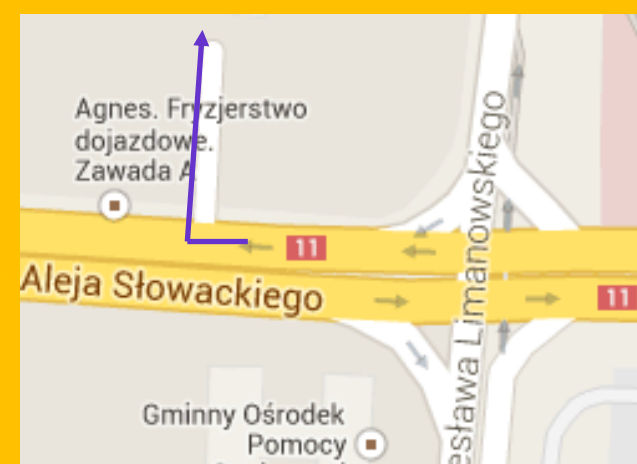 Agnes. Fryzjerstwo
dojazdowe.
Zawada A
11
Aleja Słowackiego
11
esława Limanowskiego
Gminny Ośrodek
Pomocy